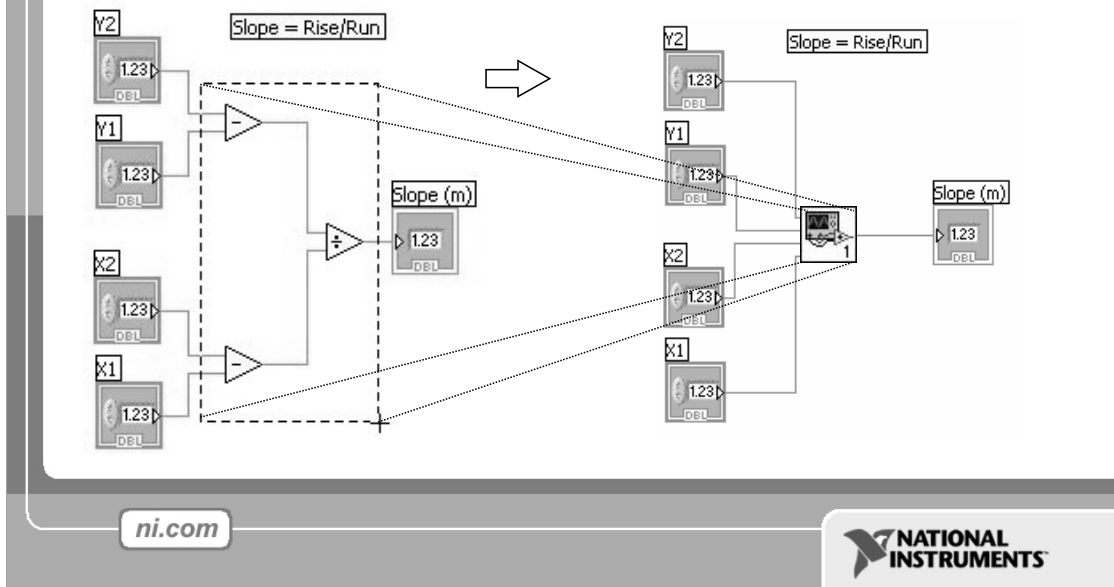 Y2
Slope = Rise/Run
1.23
DBL
Y1
1.23
DBL
Slope (m)
1.23
DBL
X2
1.23
DBL
X1
1.23
DBL
Y2
Slope = Rise/Run
1.23
DBL
Y1
1.23
DBL
Slope (m)
1.23
DBL
1
X2
1.23
DBL
X1
1.23
DBL
ni.com
NATIONAL
INSTRUMENTS